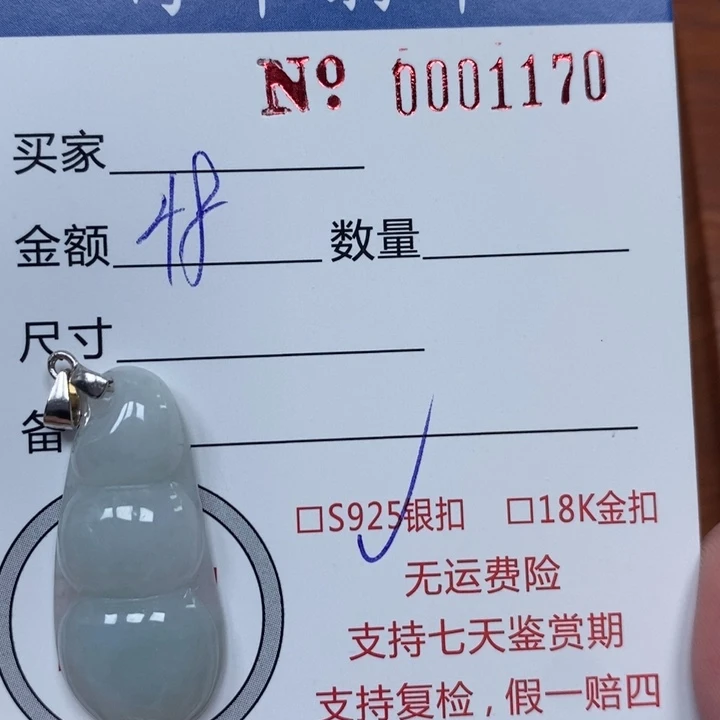 No 0001170
买家
金额 48 数量
尺寸
备
□S925银扣 □18K金扣
无运费险
支持七天鉴赏期
支持复检，假一赔四